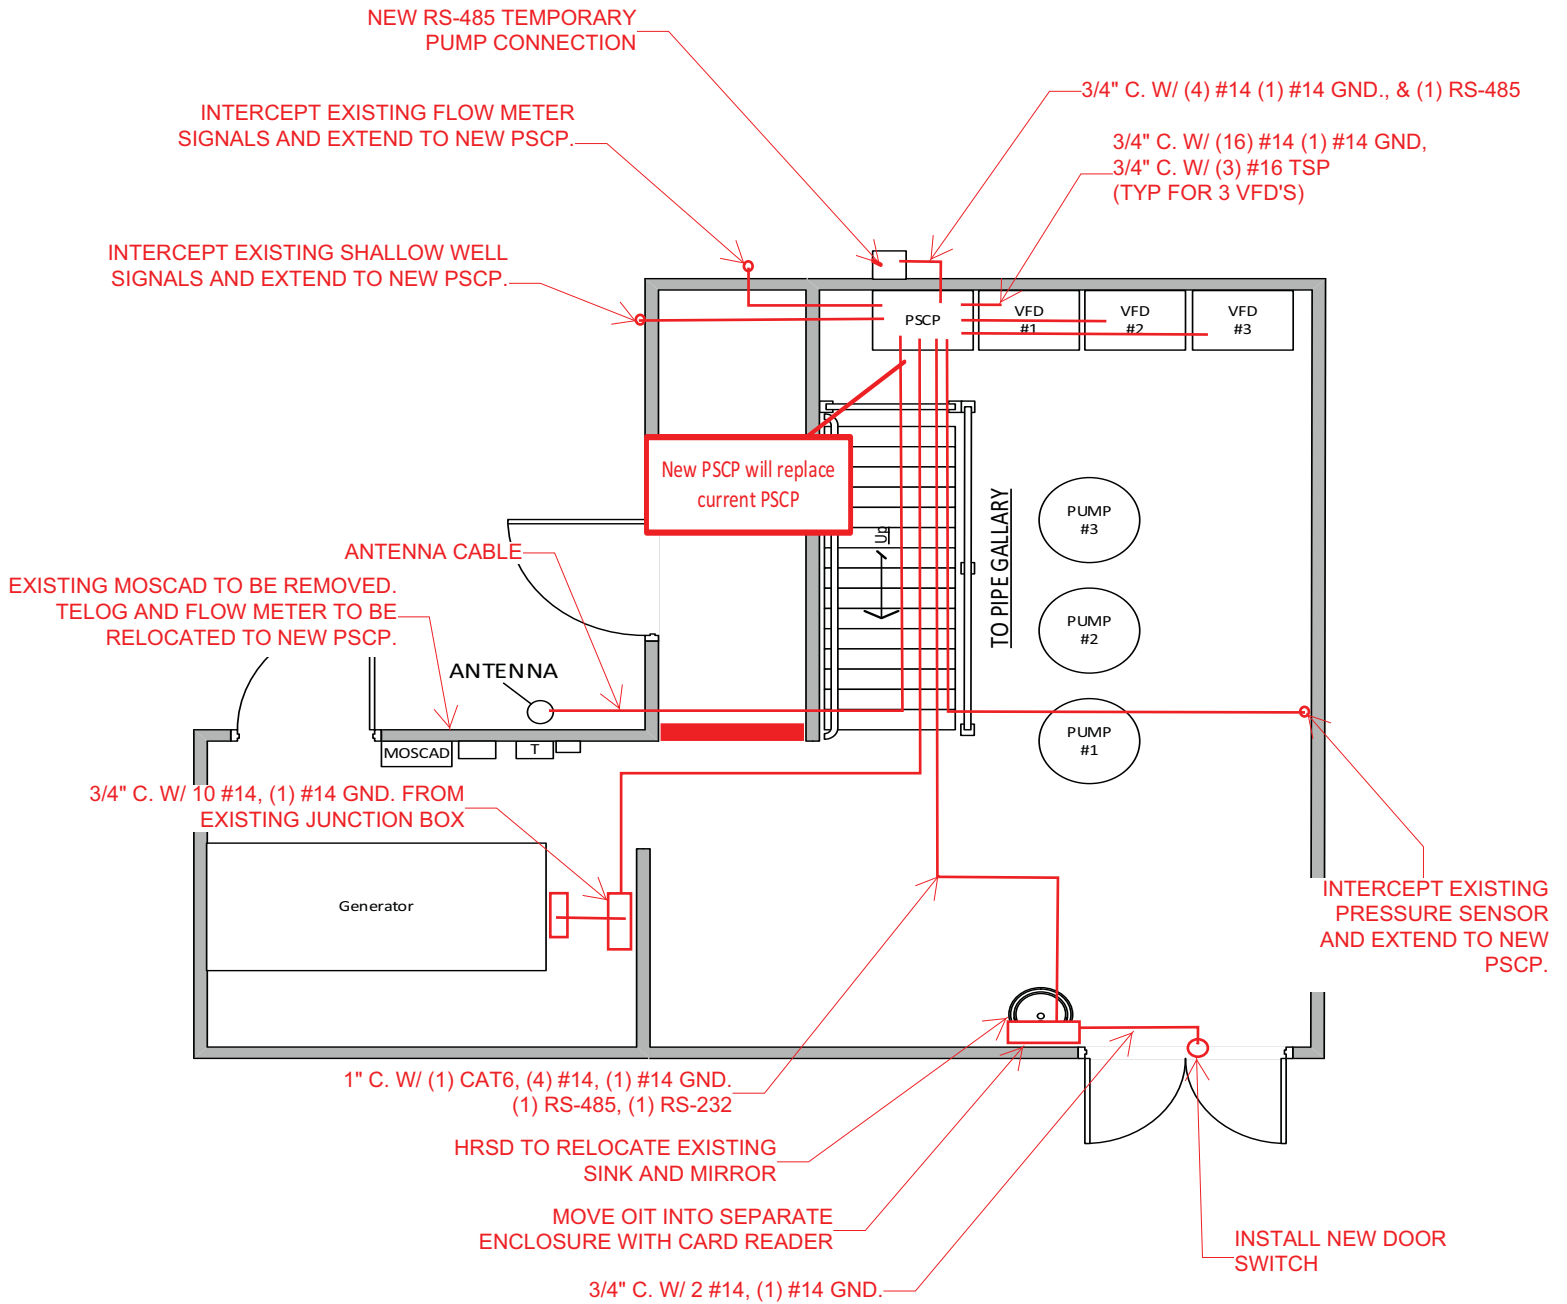 NEW RS-485 TEMPORARY
PUMP CONNECTION
3/4" C. W/ (4) #14 (1) #14 GND., & (1) RS-485
INTERCEPT EXISTING FLOW METER
SIGNALS AND EXTEND TO NEW PSCP.
3/4" C. W/ (16) #14 (1) #14 GND,
3/4" C. W/ (3) #16 TSP
(TYP FOR 3 VFD'S)
INTERCEPT EXISTING SHALLOW WELL
SIGNALS AND EXTEND TO NEW PSCP.
PSCP
VFD
#1
VFD
#2
VFD
#3
New PSCP will replace
current PSCP
Up
TO PIPE GALLARY
PUMP
#3
PUMP
#2
PUMP
#1
ANTENNA CABLE
EXISTING MOSCAD TO BE REMOVED.
TELOG AND FLOW METER TO BE
RELOCATED TO NEW PSCP.
ANTENNA
MOSCAD
T
3/4" C. W/ 10 #14, (1) #14 GND. FROM
EXISTING JUNCTION BOX
Generator
INTERCEPT EXISTING
PRESSURE SENSOR
AND EXTEND TO NEW
PSCP.
1" C. W/ (1) CAT6, (4) #14, (1) #14 GND.
(1) RS-485, (1) RS-232
HRSD TO RELOCATE EXISTING
SINK AND MIRROR
MOVE OIT INTO SEPARATE
ENCLOSURE WITH CARD READER
INSTALL NEW DOOR
SWITCH
3/4" C. W/ 2 #14, (1) #14 GND.